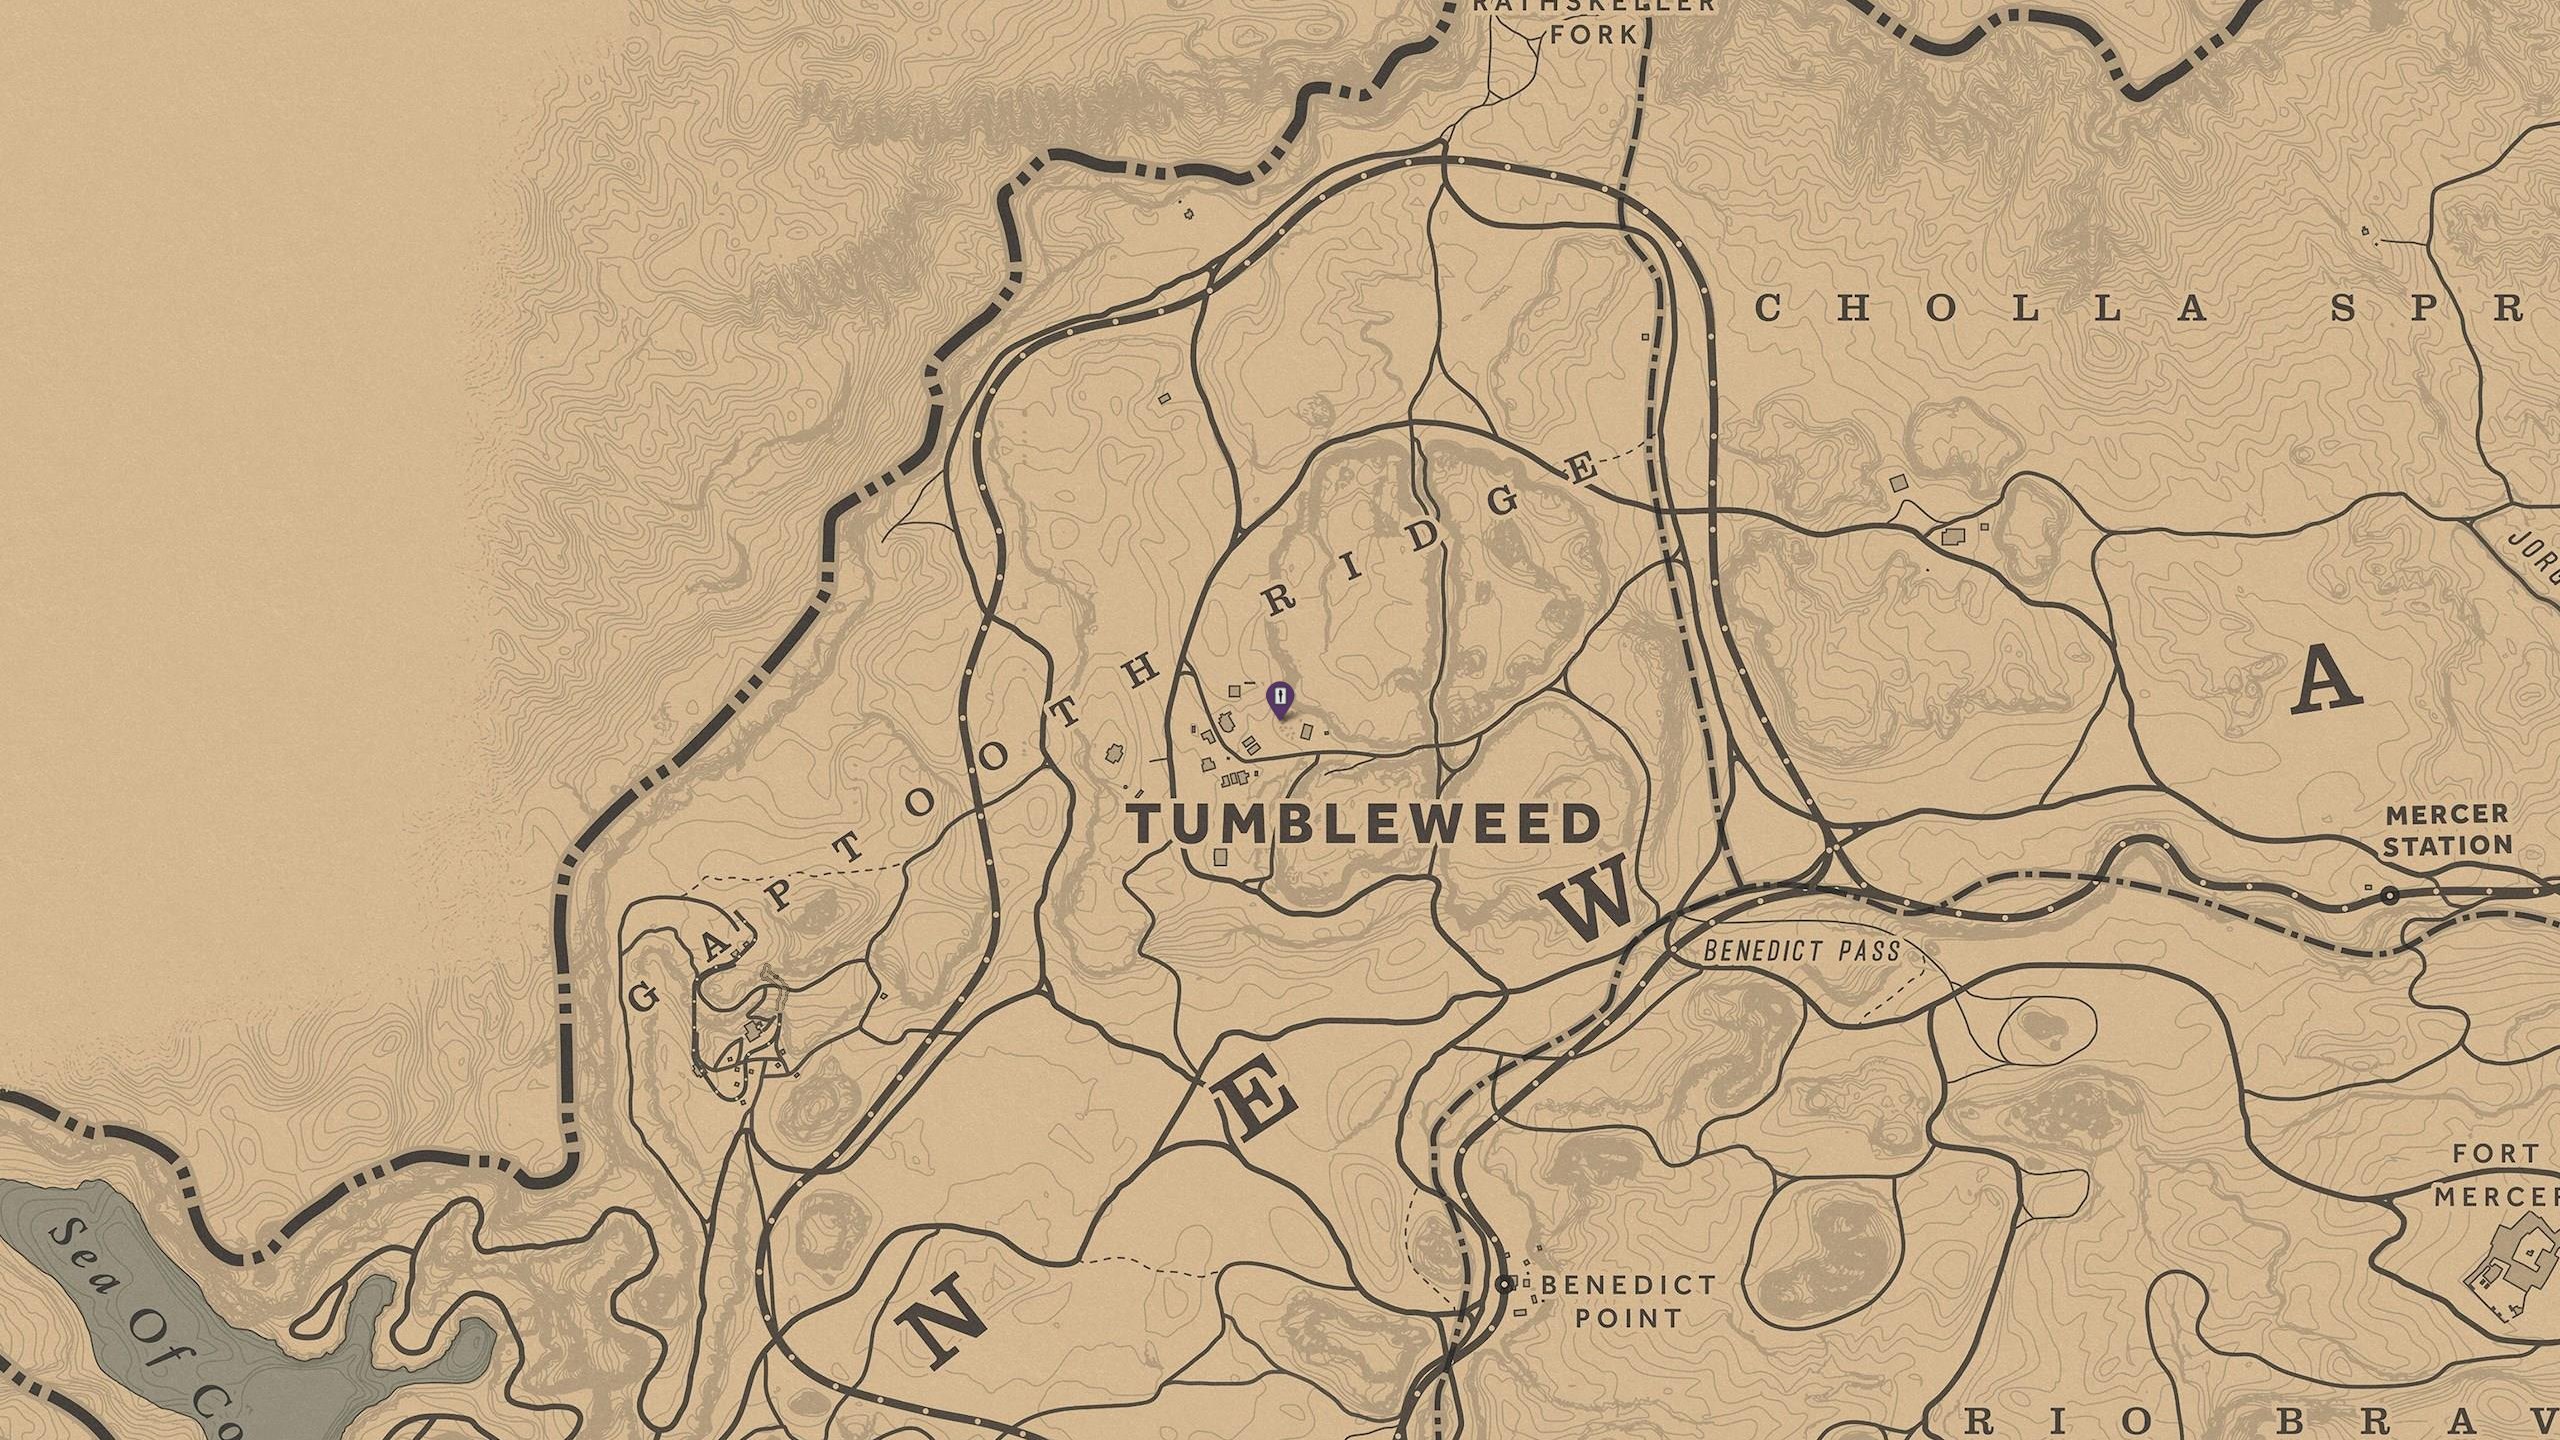 RATHSKELLER
FORK
CHOLLA SPR
GAPTOOTH RIDGE
JORG
A
TUMBLEWEED
MERCER
STATION
W
BENEDICT PASS
E
FORT
MERCER
N
BENEDICT
POINT
Sea Of Co
RIO BRAV